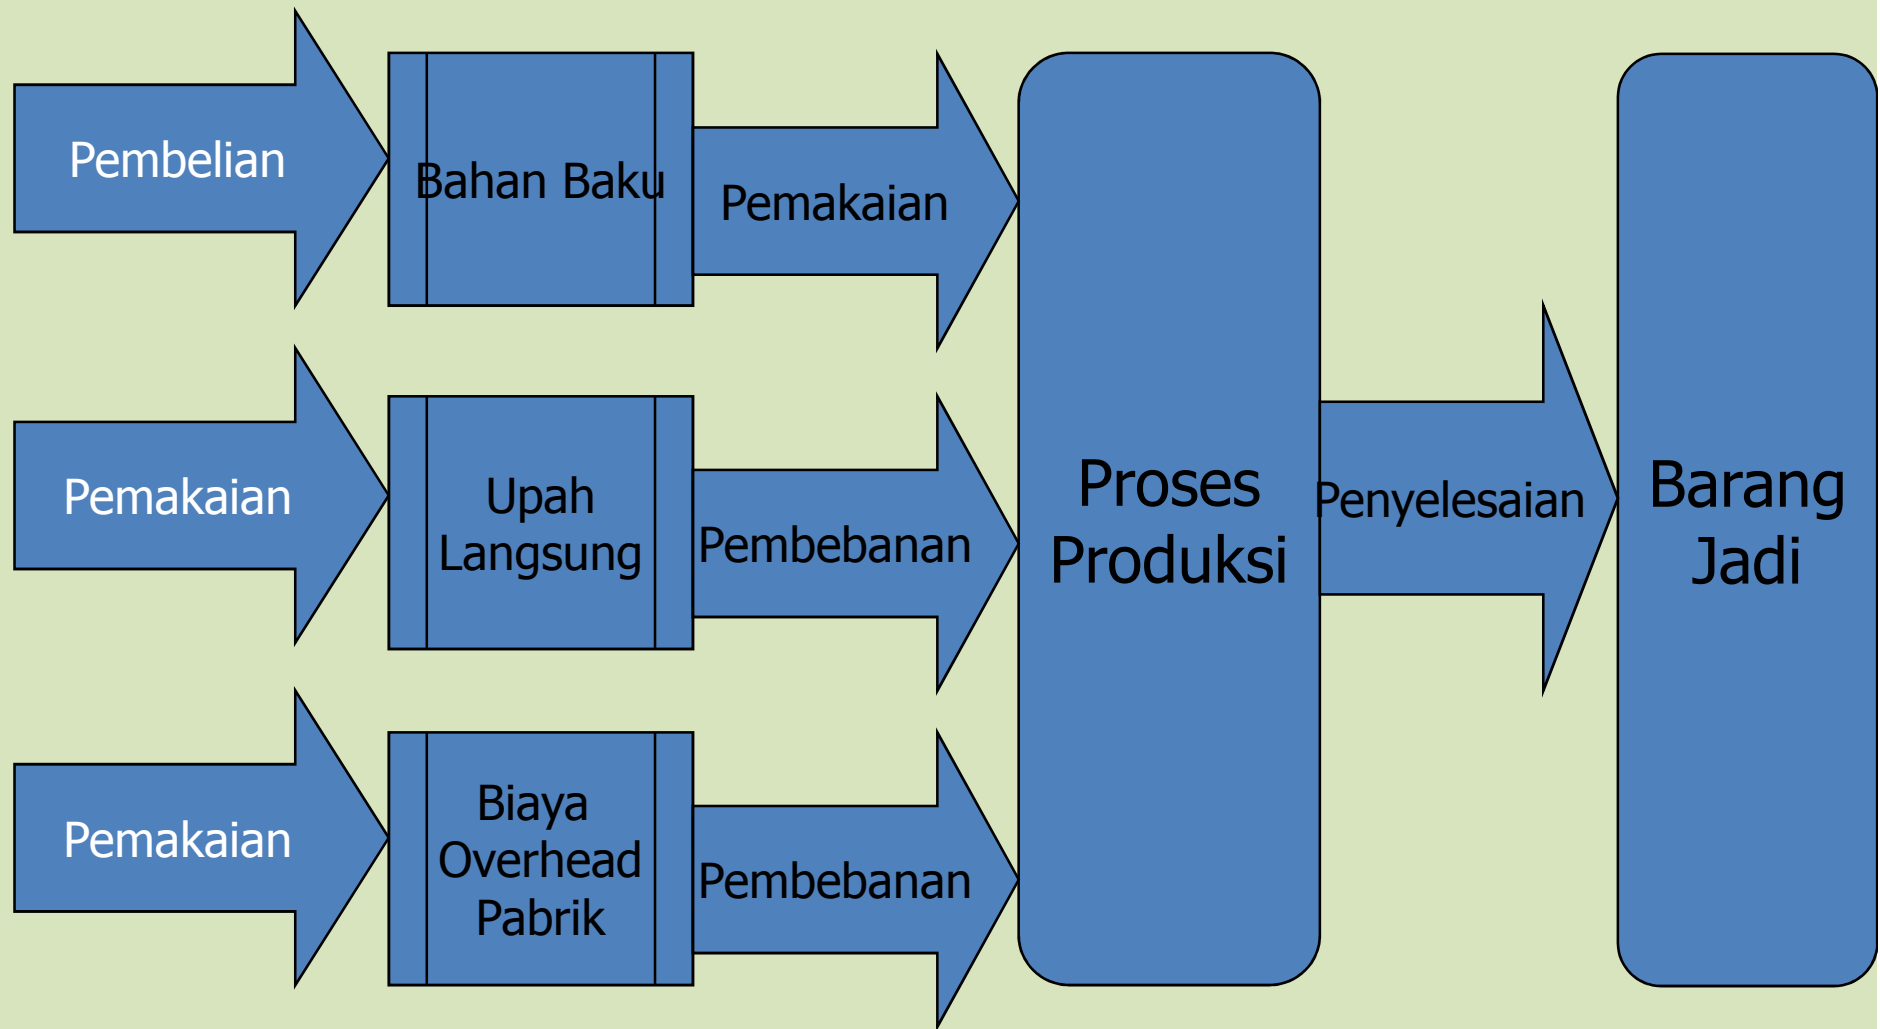 Pembelian
Bahan Baku
Pemakaian
Pemakaian
Upah
Langsung
Pembebanan
Pemakaian
Biaya
Overhead
Pabrik
Pembebanan
Proses
Produksi
Penyelesaian
Barang
Jadi